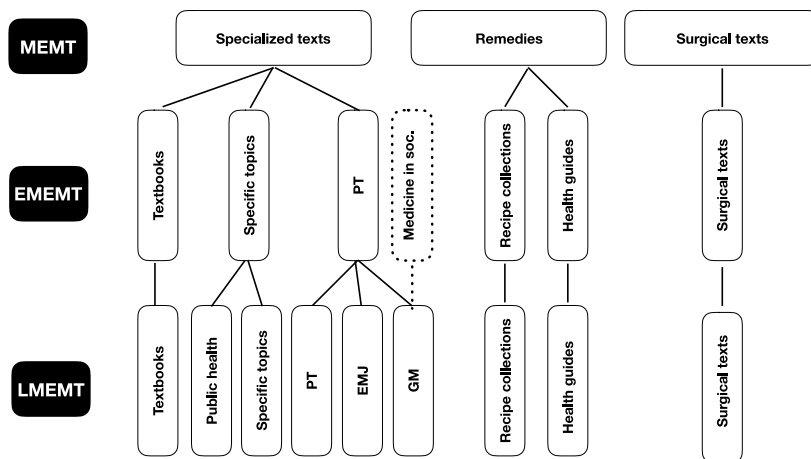 MEMT
Specialized texts
Remedies
Surgical texts
EMEMT
Textbooks
Specific topics
PT
Medicine in soc.
Recipe collections
Health guides
Surgical texts
LMEMT
Textbooks
Public health
Specific topics
PT
EMJ
GM
Recipe collections
Health guides
Surgical texts